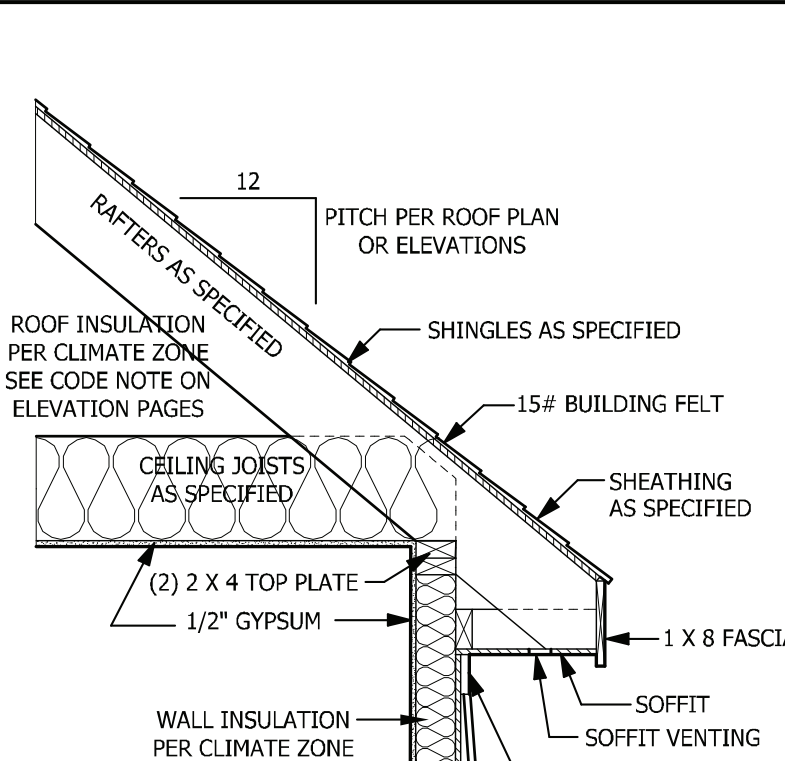 12
PITCH PER ROOF PLAN
OR ELEVATIONS
RAFTERS AS SPECIFIED
ROOF INSULATION
PER CLIMATE ZONE
SEE CODE NOTE ON
ELEVATION PAGES
SHINGLES AS SPECIFIED
15# BUILDING FELT
CEILING JOISTS
AS SPECIFIED
SHEATHING
AS SPECIFIED
(2) 2 X 4 TOP PLATE
1/2" GYPSUM
1 X 8 FASCIA
SOFFIT
SOFFIT VENTING
WALL INSULATION
PER CLIMATE ZONE